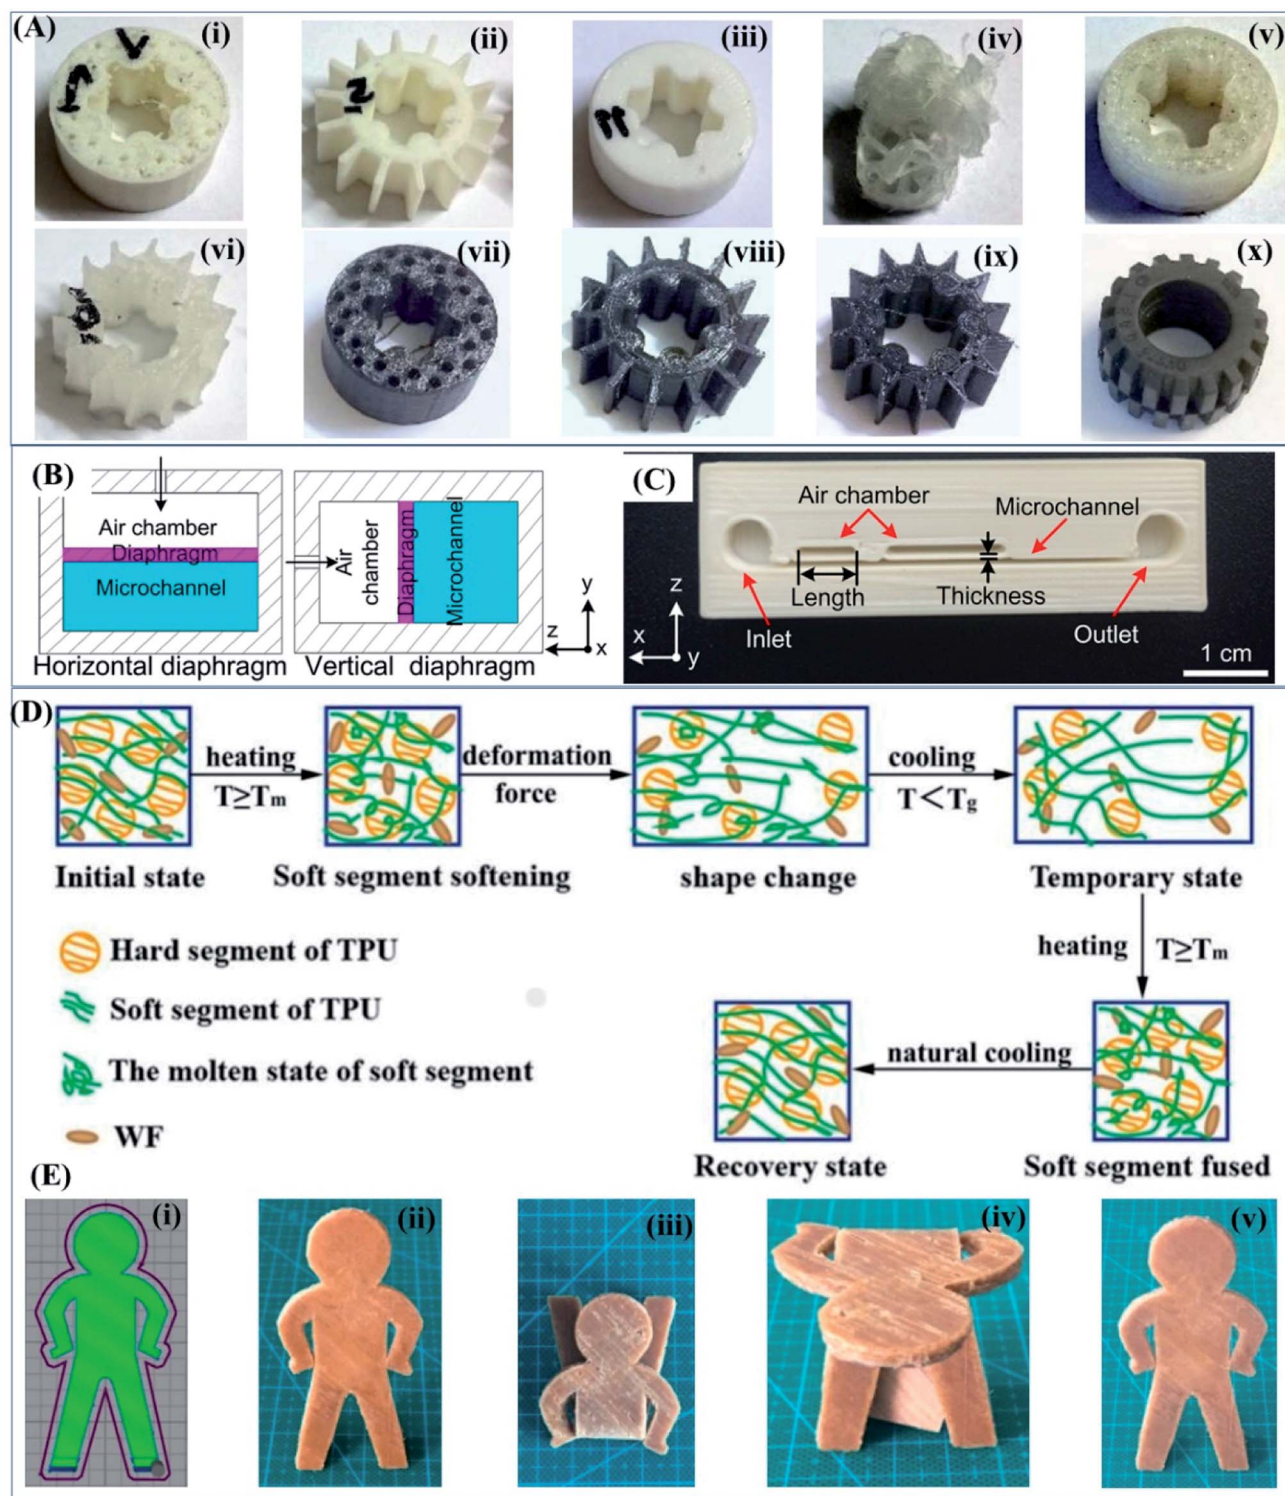 (A)
(i)
(ii)
(iii)
(iv)
(v)
(vi)
(vii)
(viii)
(ix)
(x)
(B)
Air chamber
Diaphragm
Microchannel
Horizontal diaphragm
Air
chamber
Diaphragm
Microchannel
Vertical diaphragm
y
z
x
(C)
Air chamber
Microchannel
Length
Thickness
Inlet
Outlet
z
x
y
1 cm
(D)
heating
T≥Tm
deformation
force
cooling
T<Tg
Initial state
Soft segment softening
shape change
Temporary state
heating T≥Tm
Hard segment of TPU
Soft segment of TPU
The molten state of soft segment
WF
natural cooling
Recovery state
Soft segment fused
(E)
(i)
(ii)
(iii)
(iv)
(v)